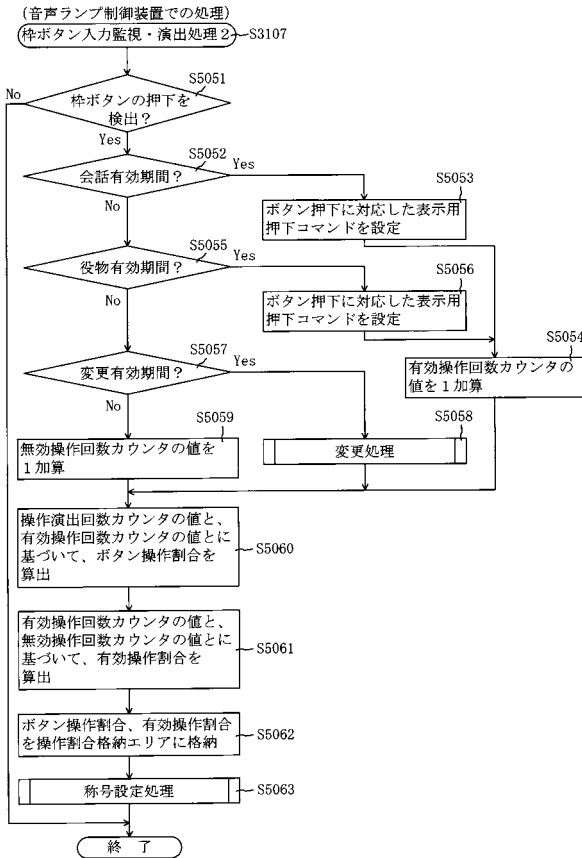 (音声ランプ制御装置での処理)
枠ボタン入力監視・演出処理2
S3107
S5051
枠ボタンの押下を
検出?
No
Yes
S5052
会話有効期間?
Yes
No
S5053
ボタン押下に対応した表示用
押下コマンドを設定
S5055
役物有効期間?
Yes
No
S5056
ボタン押下に対応した表示用
押下コマンドを設定
S5054
有効操作回数カウンタの
値を1加算
S5057
変更有効期間?
Yes
No
S5059
無効操作回数カウンタの値を
1加算
S5058
変更処理
操作演出回数カウンタの値と、
有効操作回数カウンタの値とに
基づいて、ボタン操作割合を
算出
S5060
有効操作回数カウンタの値と、
無効操作回数カウンタの値とに
基づいて、有効操作割合を
算出
S5061
ボタン操作割合、有効操作割合
を操作割合格納エリアに格納
S5062
称号設定処理
S5063
終 了